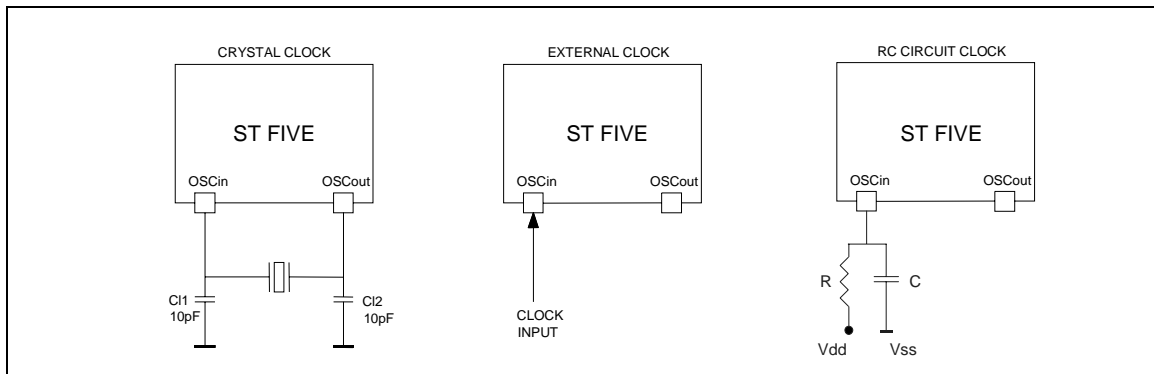 CRYSTAL CLOCK
ST FIVE
OSCin
OSCout
Cl1
10pF
Cl2
10pF
EXTERNAL CLOCK
ST FIVE
OSCin
OSCout
CLOCK
INPUT
RC CIRCUIT CLOCK
ST FIVE
OSCin
OSCout
R
C
Vdd
Vss